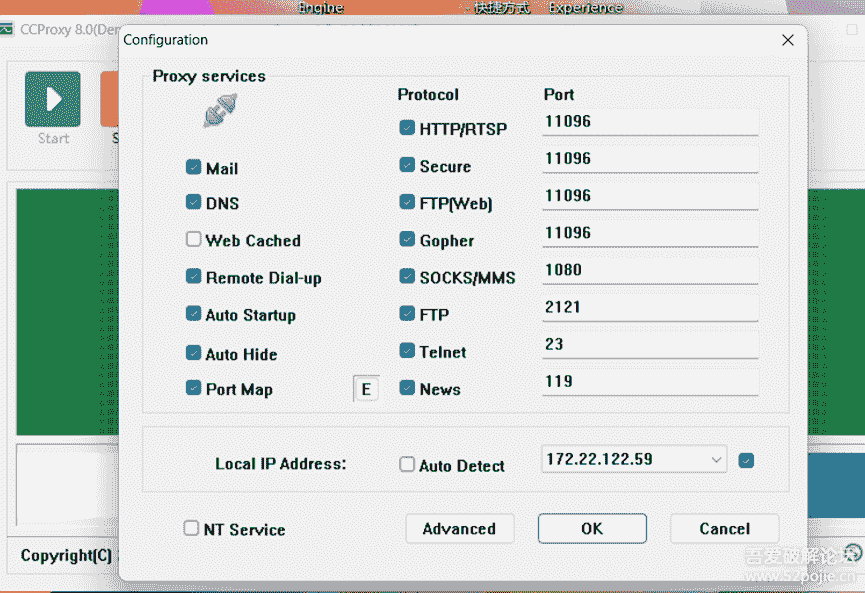 Engine
快捷方式
Experience
CCProxy 8.0(Der
Configuration
Start
S
Proxy services
Protocol
Port
HTTP/RTSP
11096
Mail
Secure
11096
DNS
FTP(Web)
11096
Web Cached
Gopher
11096
Remote Dial-up
SOCKS/MMS
1080
Auto Startup
FTP
2121
Auto Hide
Telnet
23
Port Map
E
News
119
Local IP Address:
Auto Detect
172.22.122.59
NT Service
Advanced
OK
Cancel
Copyright(C)
吾爱破解论坛
www.52pojie.cn